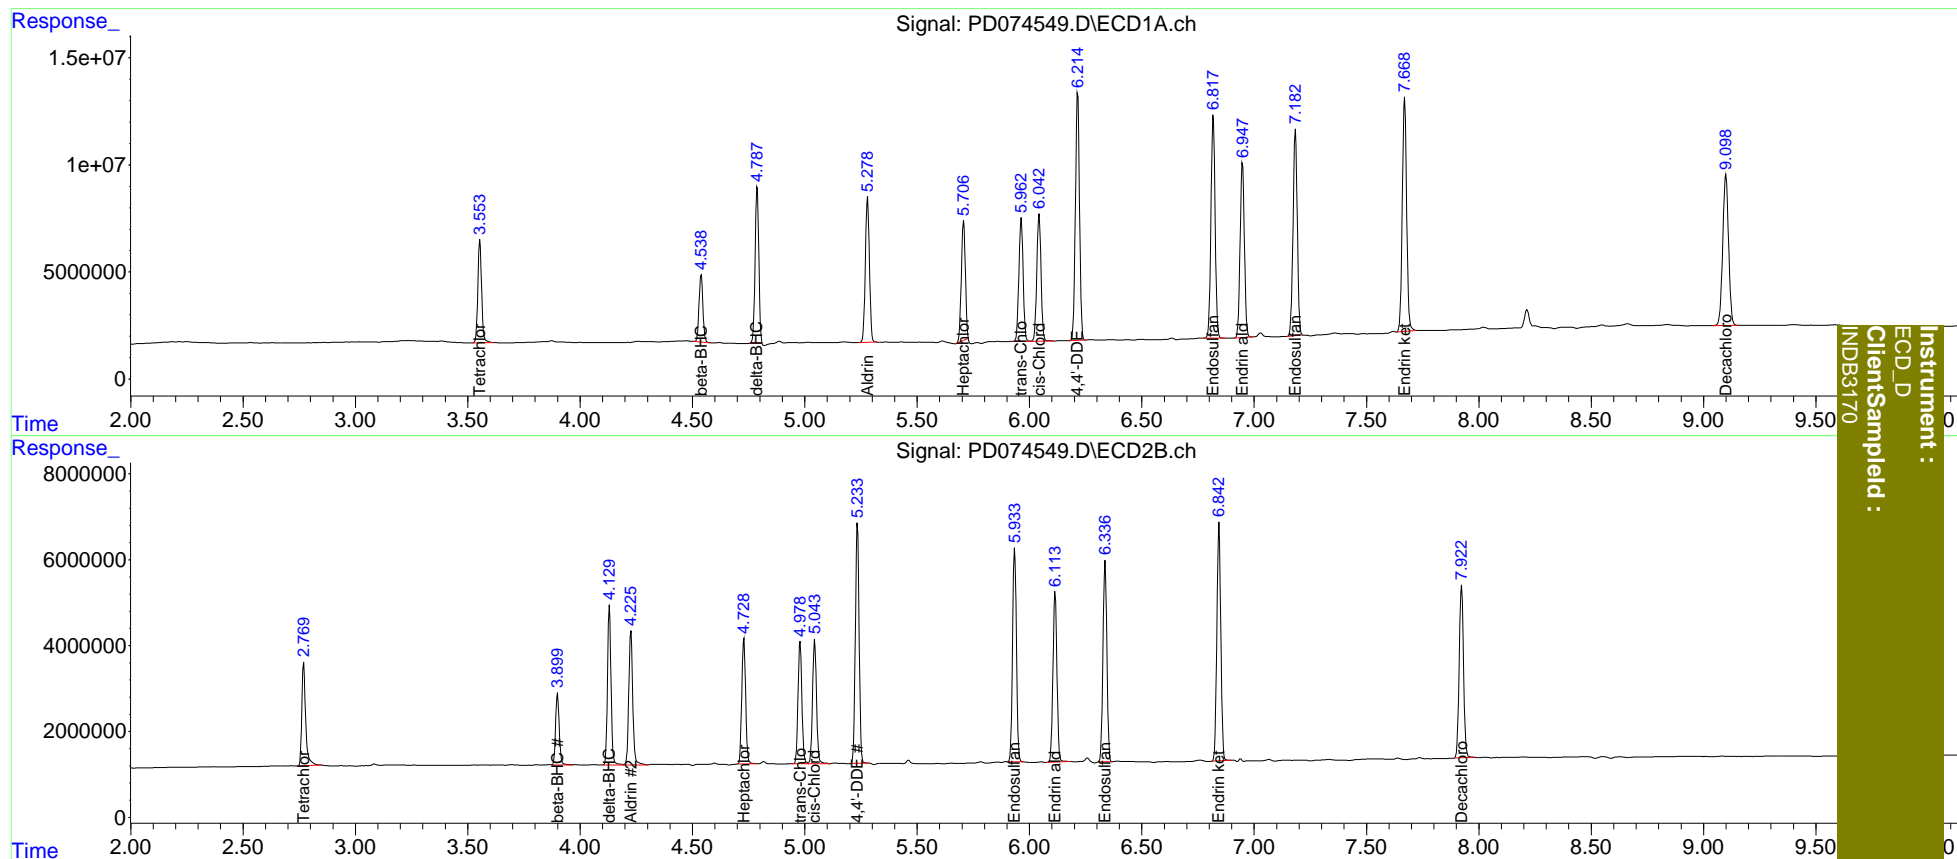 Response_
Signal: PD074549.D\ECD1A.ch
1.5e+07
1e+07
5000000
0
3.553
4.538
4.787
5.278
5.706
5.962
6.042
6.214
6.817
6.947
7.182
7.668
9.098
Tetrachlor
beta-BHC
delta-BHC
Aldrin
Heptachlor
trans-Chlo
cis-Chlord
4,4'-DDE
Endosulfan
Endrin ald
Endosulfan
Endrin ket
Decachloro
2.00 2.50 3.00 3.50 4.00 4.50 5.00 5.50 6.00 6.50 7.00 7.50 8.00 8.50 9.00 9.50 0
Time
Response_
Signal: PD074549.D\ECD2B.ch
8000000
6000000
4000000
2000000
0
2.769
3.899
4.129
4.225
4.728
4.978
5.043
5.233
5.933
6.113
6.336
6.842
7.922
Tetrachlor
beta-BHC #
delta-BHC
Aldrin #2
Heptachlor
trans-Chlo
cis-Chlord
4,4'-DDE #
Endosulfan
Endrin ald
Endosulfan
Endrin ket
Decachloro
2.00 2.50 3.00 3.50 4.00 4.50 5.00 5.50 6.00 6.50 7.00 7.50 8.00 8.50 9.00 9.50 0
Time
Instrument :
ECD_D
ClientSampleId :
INDB3170